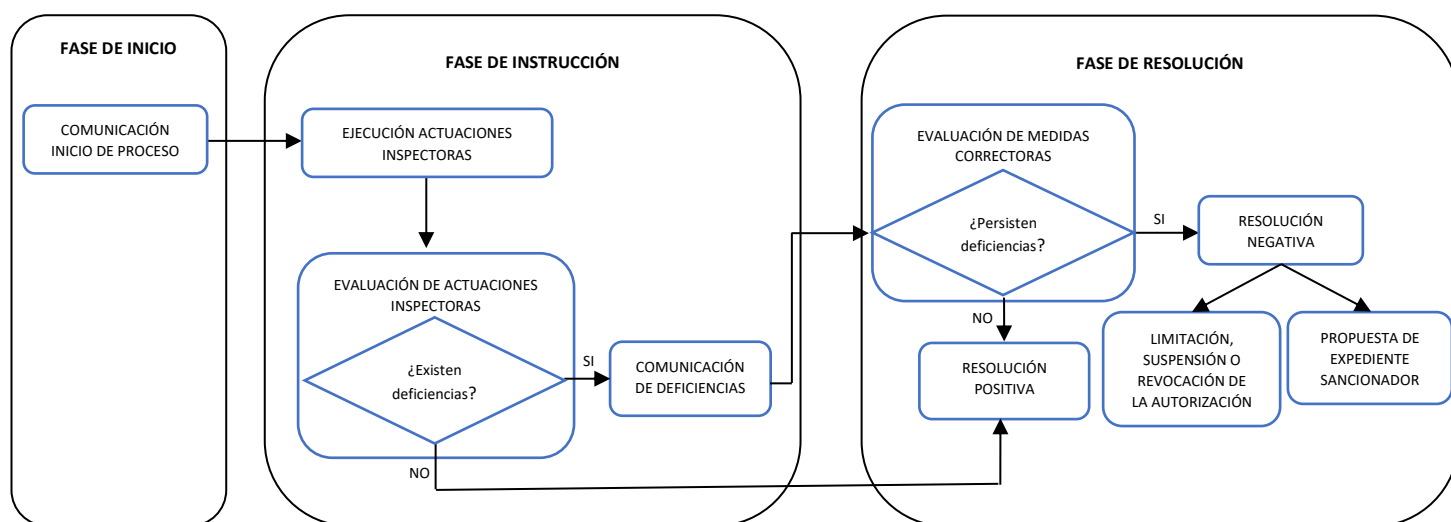 FASE DE INICIO
COMUNICACIÓN
INICIO DE PROCESO
FASE DE INSTRUCCIÓN
EJECUCIÓN ACTUACIONES
INSPECTORAS
EVALUACIÓN DE ACTUACIONES
INSPECTORAS
¿Existen
deficiencias?
SI
NO
COMUNICACIÓN
DE DEFICIENCIAS
FASE DE RESOLUCIÓN
EVALUACIÓN DE MEDIDAS
CORRECTORAS
¿Persisten
deficiencias?
SI
NO
RESOLUCIÓN
NEGATIVA
RESOLUCIÓN
POSITIVA
LIMITACIÓN,
SUSPENSIÓN O
REVOCACIÓN DE
LA AUTORIZACIÓN
PROPUESTA DE
EXPEDIENTE
SANCIONADOR